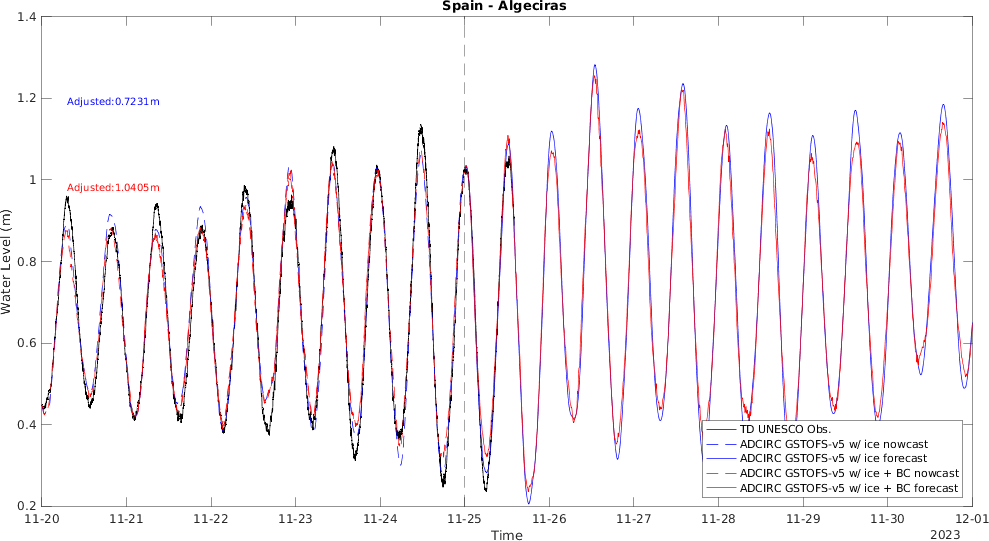 Spain - Algeciras
1.4
1.2
1
0.8
0.6
0.4
0.2
Water Level (m)
Adjusted:0.7231m
Adjusted:1.0405m
TD UNESCO Obs.
ADCIRC GSTOFS-v5 w/ ice nowcast
ADCIRC GSTOFS-v5 w/ ice forecast
ADCIRC GSTOFS-v5 w/ ice + BC nowcast
ADCIRC GSTOFS-v5 w/ ice + BC forecast
11-20 11-21 11-22 11-23 11-24 11-25 11-26 11-27 11-28 11-29 11-30 12-01
Time
2023